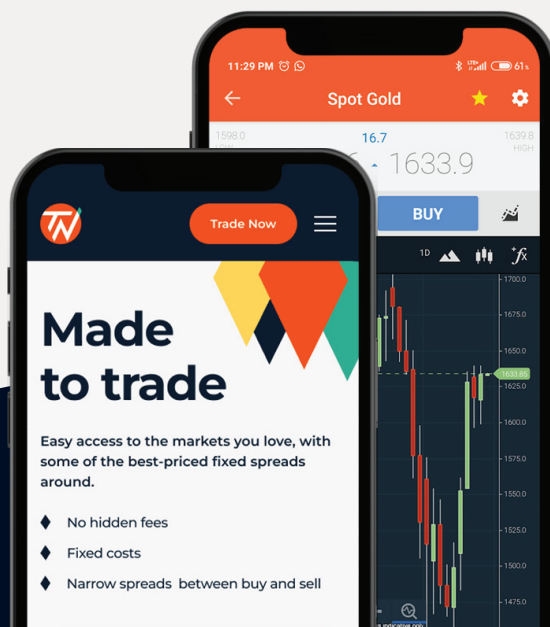 11:29 PM
61%
Spot Gold
1598.0
LOW
16.7
1639.8
HIGH
1633.9
BUY
1D
fx
TN
Trade Now
Made
to trade
Easy access to the markets you love, with
some of the best-priced fixed spreads
around.
No hidden fees
Fixed costs
Narrow spreads between buy and sell
1700.0
1675.0
1650.0
1633.85
1625.0
1600.0
1575.0
1550.0
1525.0
1500.0
1475.0